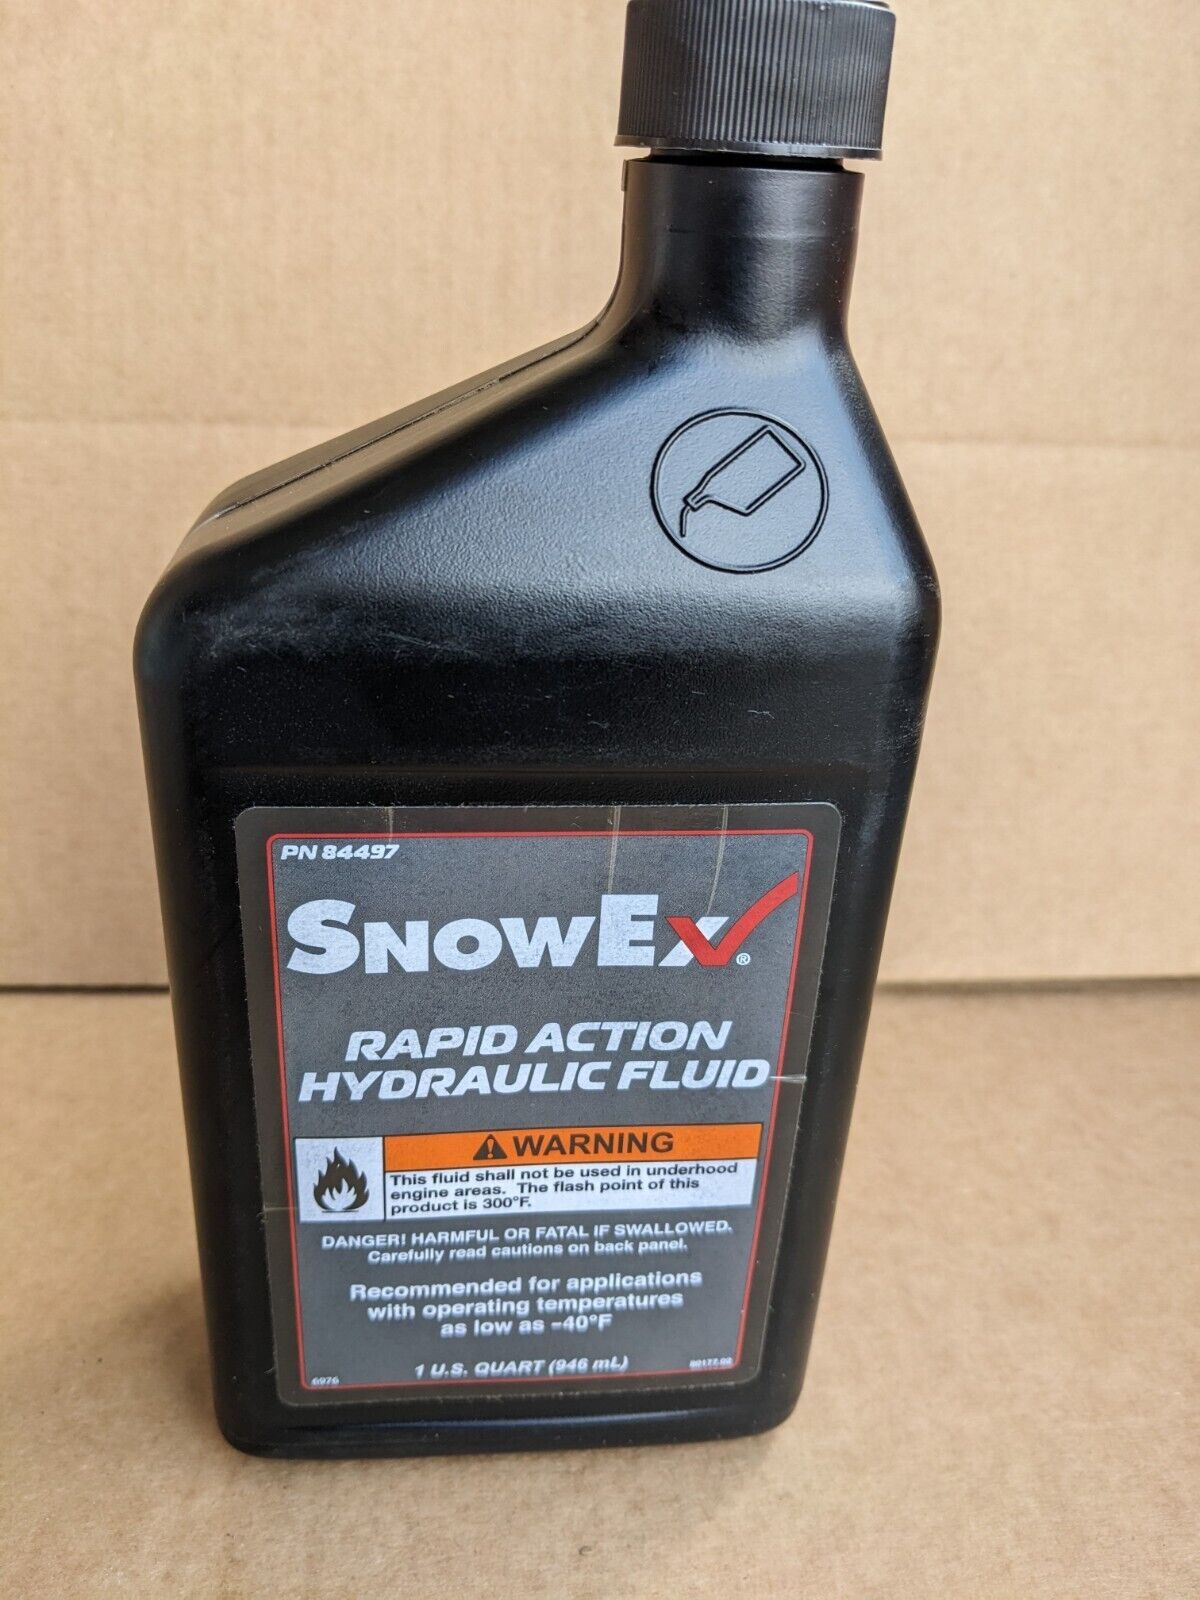 PN 84497
SNOWEX®
RAPID ACTION
HYDRAULIC FLUID
WARNING
This fluid shall not be used in underhood
engine areas. The flash point of this
product is 300°F.
DANGER! HARMFUL OR FATAL IF SWALLOWED.
Carefully read cautions on back panel.
Recommended for applications
with operating temperatures
as low as -40°F
1 U.S. QUART (946 mL)
6976